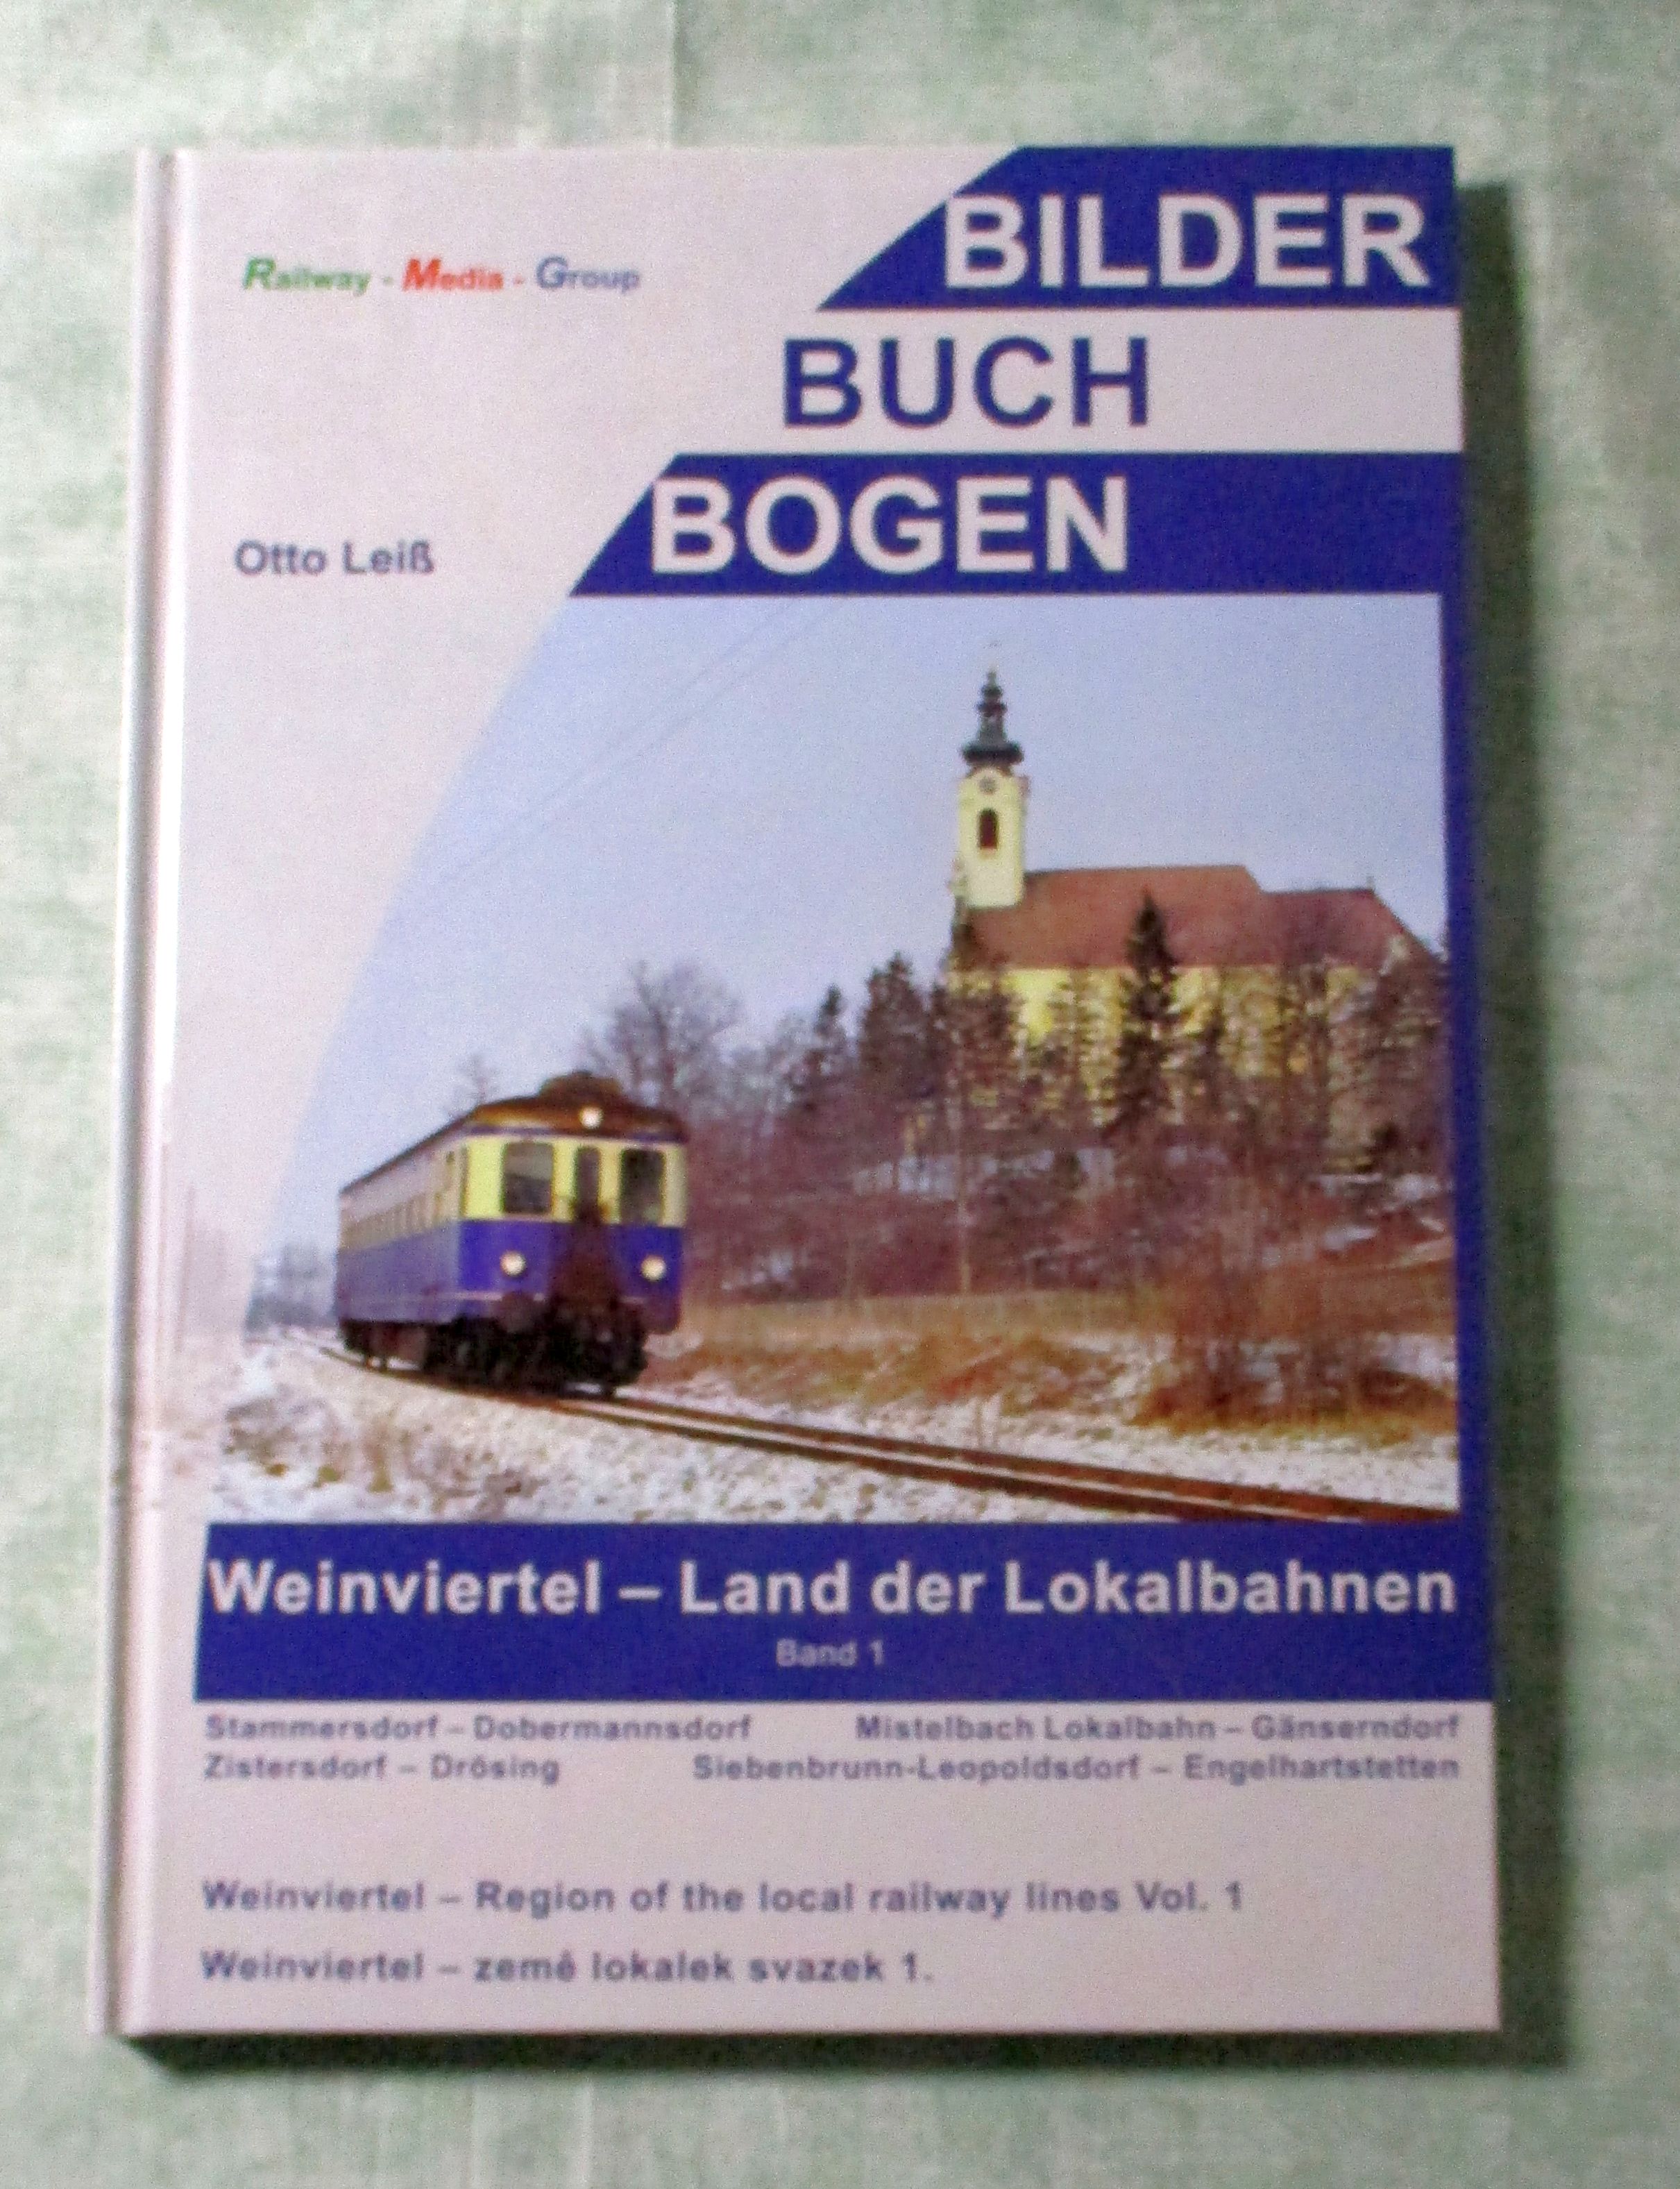 Railway - Media - Group
BILDER
BUCH
BOGEN
Otto Leiß
Weinviertel – Land der Lokalbahnen
Band 1
Stammersdorf – Dobermannsdorf Mistelbach Lokalbahn – Gänserndorf
Zistersdorf – Drösing Siebenbrunn-Leopoldsdorf – Engelhartstetten
Weinviertel – Region of the local railway lines Vol. 1
Weinviertel – země lokalek svazek 1.